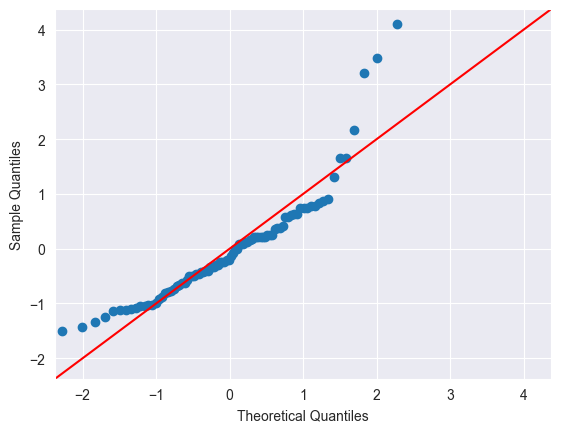 4
3
2
1
0
−1
−2
Sample Quantiles
−2 −1 0 1 2 3 4
Theoretical Quantiles